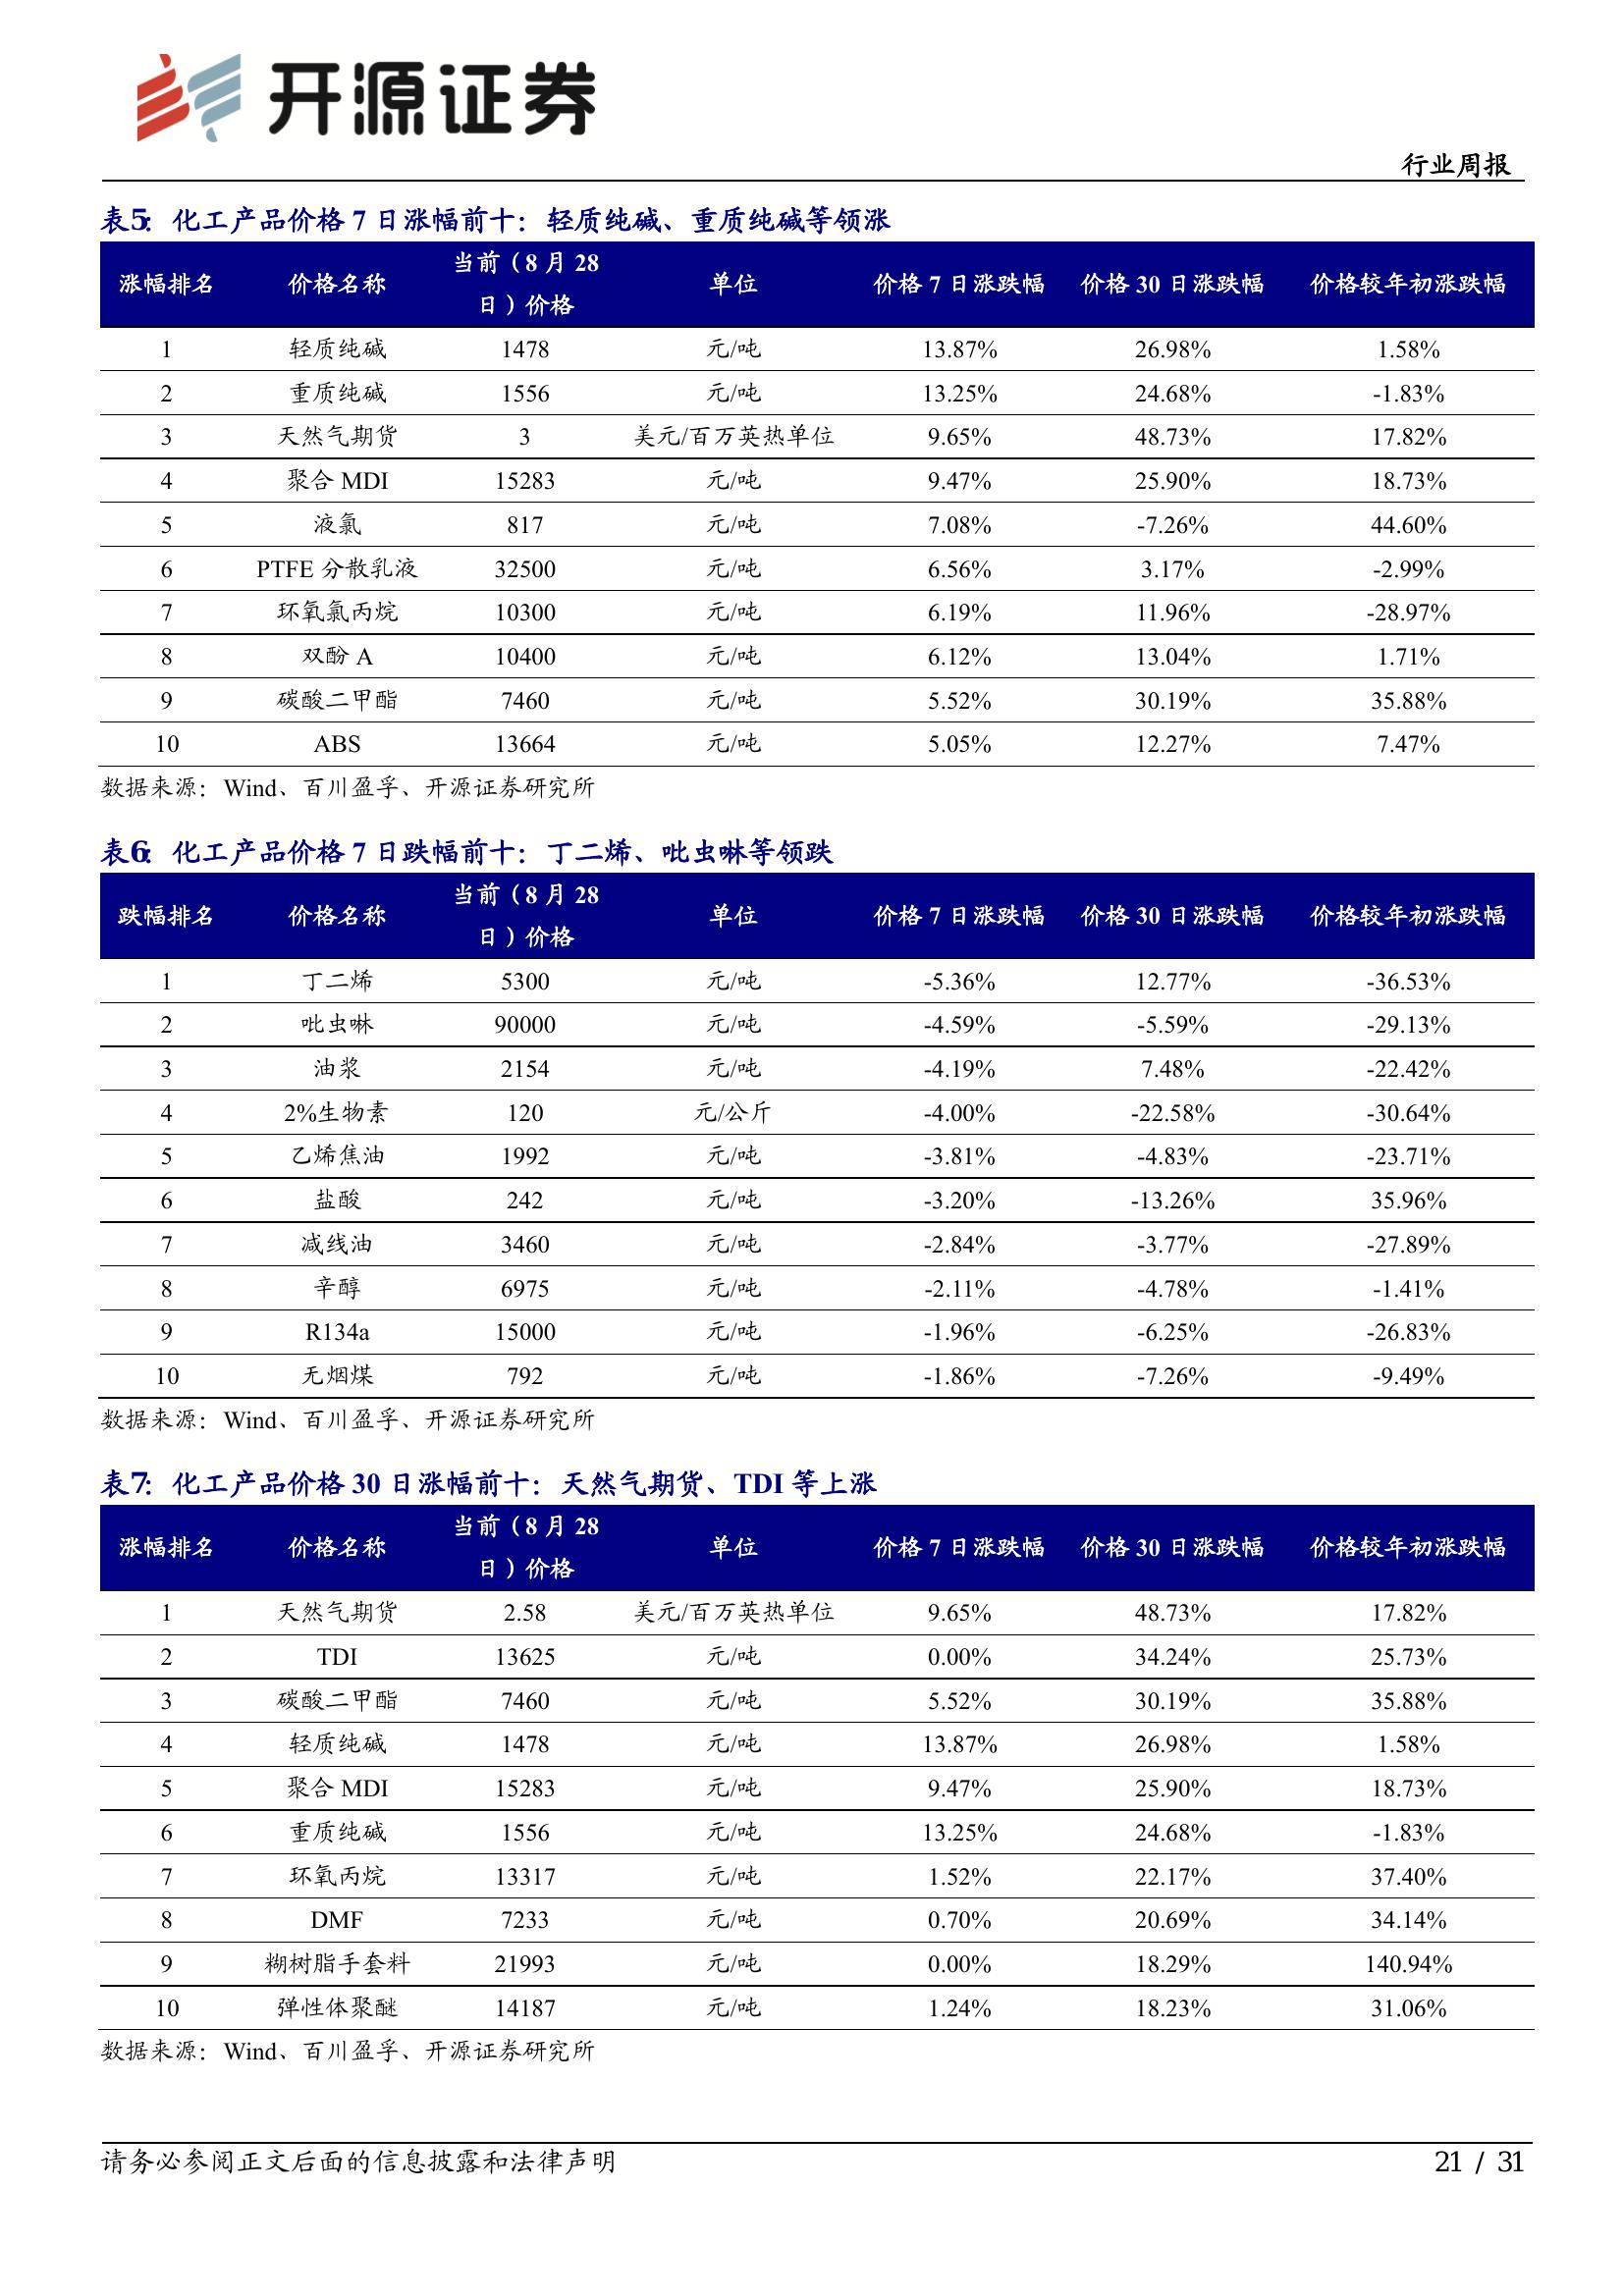 开源证券
行业周报
表5：化工产品价格 7 日涨幅前十：轻质纯碱、重质纯碱等领涨
涨幅排名 价格名称 当前（8 月 28 日）价格 单位 价格 7 日涨跌幅 价格 30 日涨跌幅 价格较年初涨跌幅
1 轻质纯碱 1478 元/吨 13.87% 26.98% 1.58%
2 重质纯碱 1556 元/吨 13.25% 24.68% -1.83%
3 天然气期货 3 美元/百万英热单位 9.65% 48.73% 17.82%
4 聚合 MDI 15283 元/吨 9.47% 25.90% 18.73%
5 液氯 817 元/吨 7.08% -7.26% 44.60%
6 PTFE 分散乳液 32500 元/吨 6.56% 3.17% -2.99%
7 环氧氯丙烷 10300 元/吨 6.19% 11.96% -28.97%
8 双酚 A 10400 元/吨 6.12% 13.04% 1.71%
9 碳酸二甲酯 7460 元/吨 5.52% 30.19% 35.88%
10 ABS 13664 元/吨 5.05% 12.27% 7.47%
数据来源：Wind、百川盈孚、开源证券研究所
表6：化工产品价格 7 日跌幅前十：丁二烯、吡虫啉等领跌
跌幅排名 价格名称 当前（8 月 28 日）价格 单位 价格 7 日涨跌幅 价格 30 日涨跌幅 价格较年初涨跌幅
1 丁二烯 5300 元/吨 -5.36% 12.77% -36.53%
2 吡虫啉 90000 元/吨 -4.59% -5.59% -29.13%
3 油浆 2154 元/吨 -4.19% 7.48% -22.42%
4 2%生物素 120 元/公斤 -4.00% -22.58% -30.64%
5 乙烯焦油 1992 元/吨 -3.81% -4.83% -23.71%
6 盐酸 242 元/吨 -3.20% -13.26% 35.96%
7 减线油 3460 元/吨 -2.84% -3.77% -27.89%
8 辛醇 6975 元/吨 -2.11% -4.78% -1.41%
9 R134a 15000 元/吨 -1.96% -6.25% -26.83%
10 无烟煤 792 元/吨 -1.86% -7.26% -9.49%
数据来源：Wind、百川盈孚、开源证券研究所
表7：化工产品价格 30 日涨幅前十：天然气期货、TDI 等上涨
涨幅排名 价格名称 当前（8 月 28 日）价格 单位 价格 7 日涨跌幅 价格 30 日涨跌幅 价格较年初涨跌幅
1 天然气期货 2.58 美元/百万英热单位 9.65% 48.73% 17.82%
2 TDI 13625 元/吨 0.00% 34.24% 25.73%
3 碳酸二甲酯 7460 元/吨 5.52% 30.19% 35.88%
4 轻质纯碱 1478 元/吨 13.87% 26.98% 1.58%
5 聚合 MDI 15283 元/吨 9.47% 25.90% 18.73%
6 重质纯碱 1556 元/吨 13.25% 24.68% -1.83%
7 环氧丙烷 13317 元/吨 1.52% 22.17% 37.40%
8 DMF 7233 元/吨 0.70% 20.69% 34.14%
9 糊树脂手套料 21993 元/吨 0.00% 18.29% 140.94%
10 弹性体聚醚 14187 元/吨 1.24% 18.23% 31.06%
数据来源：Wind、百川盈孚、开源证券研究所
请务必参阅正文后面的信息披露和法律声明
21 / 31